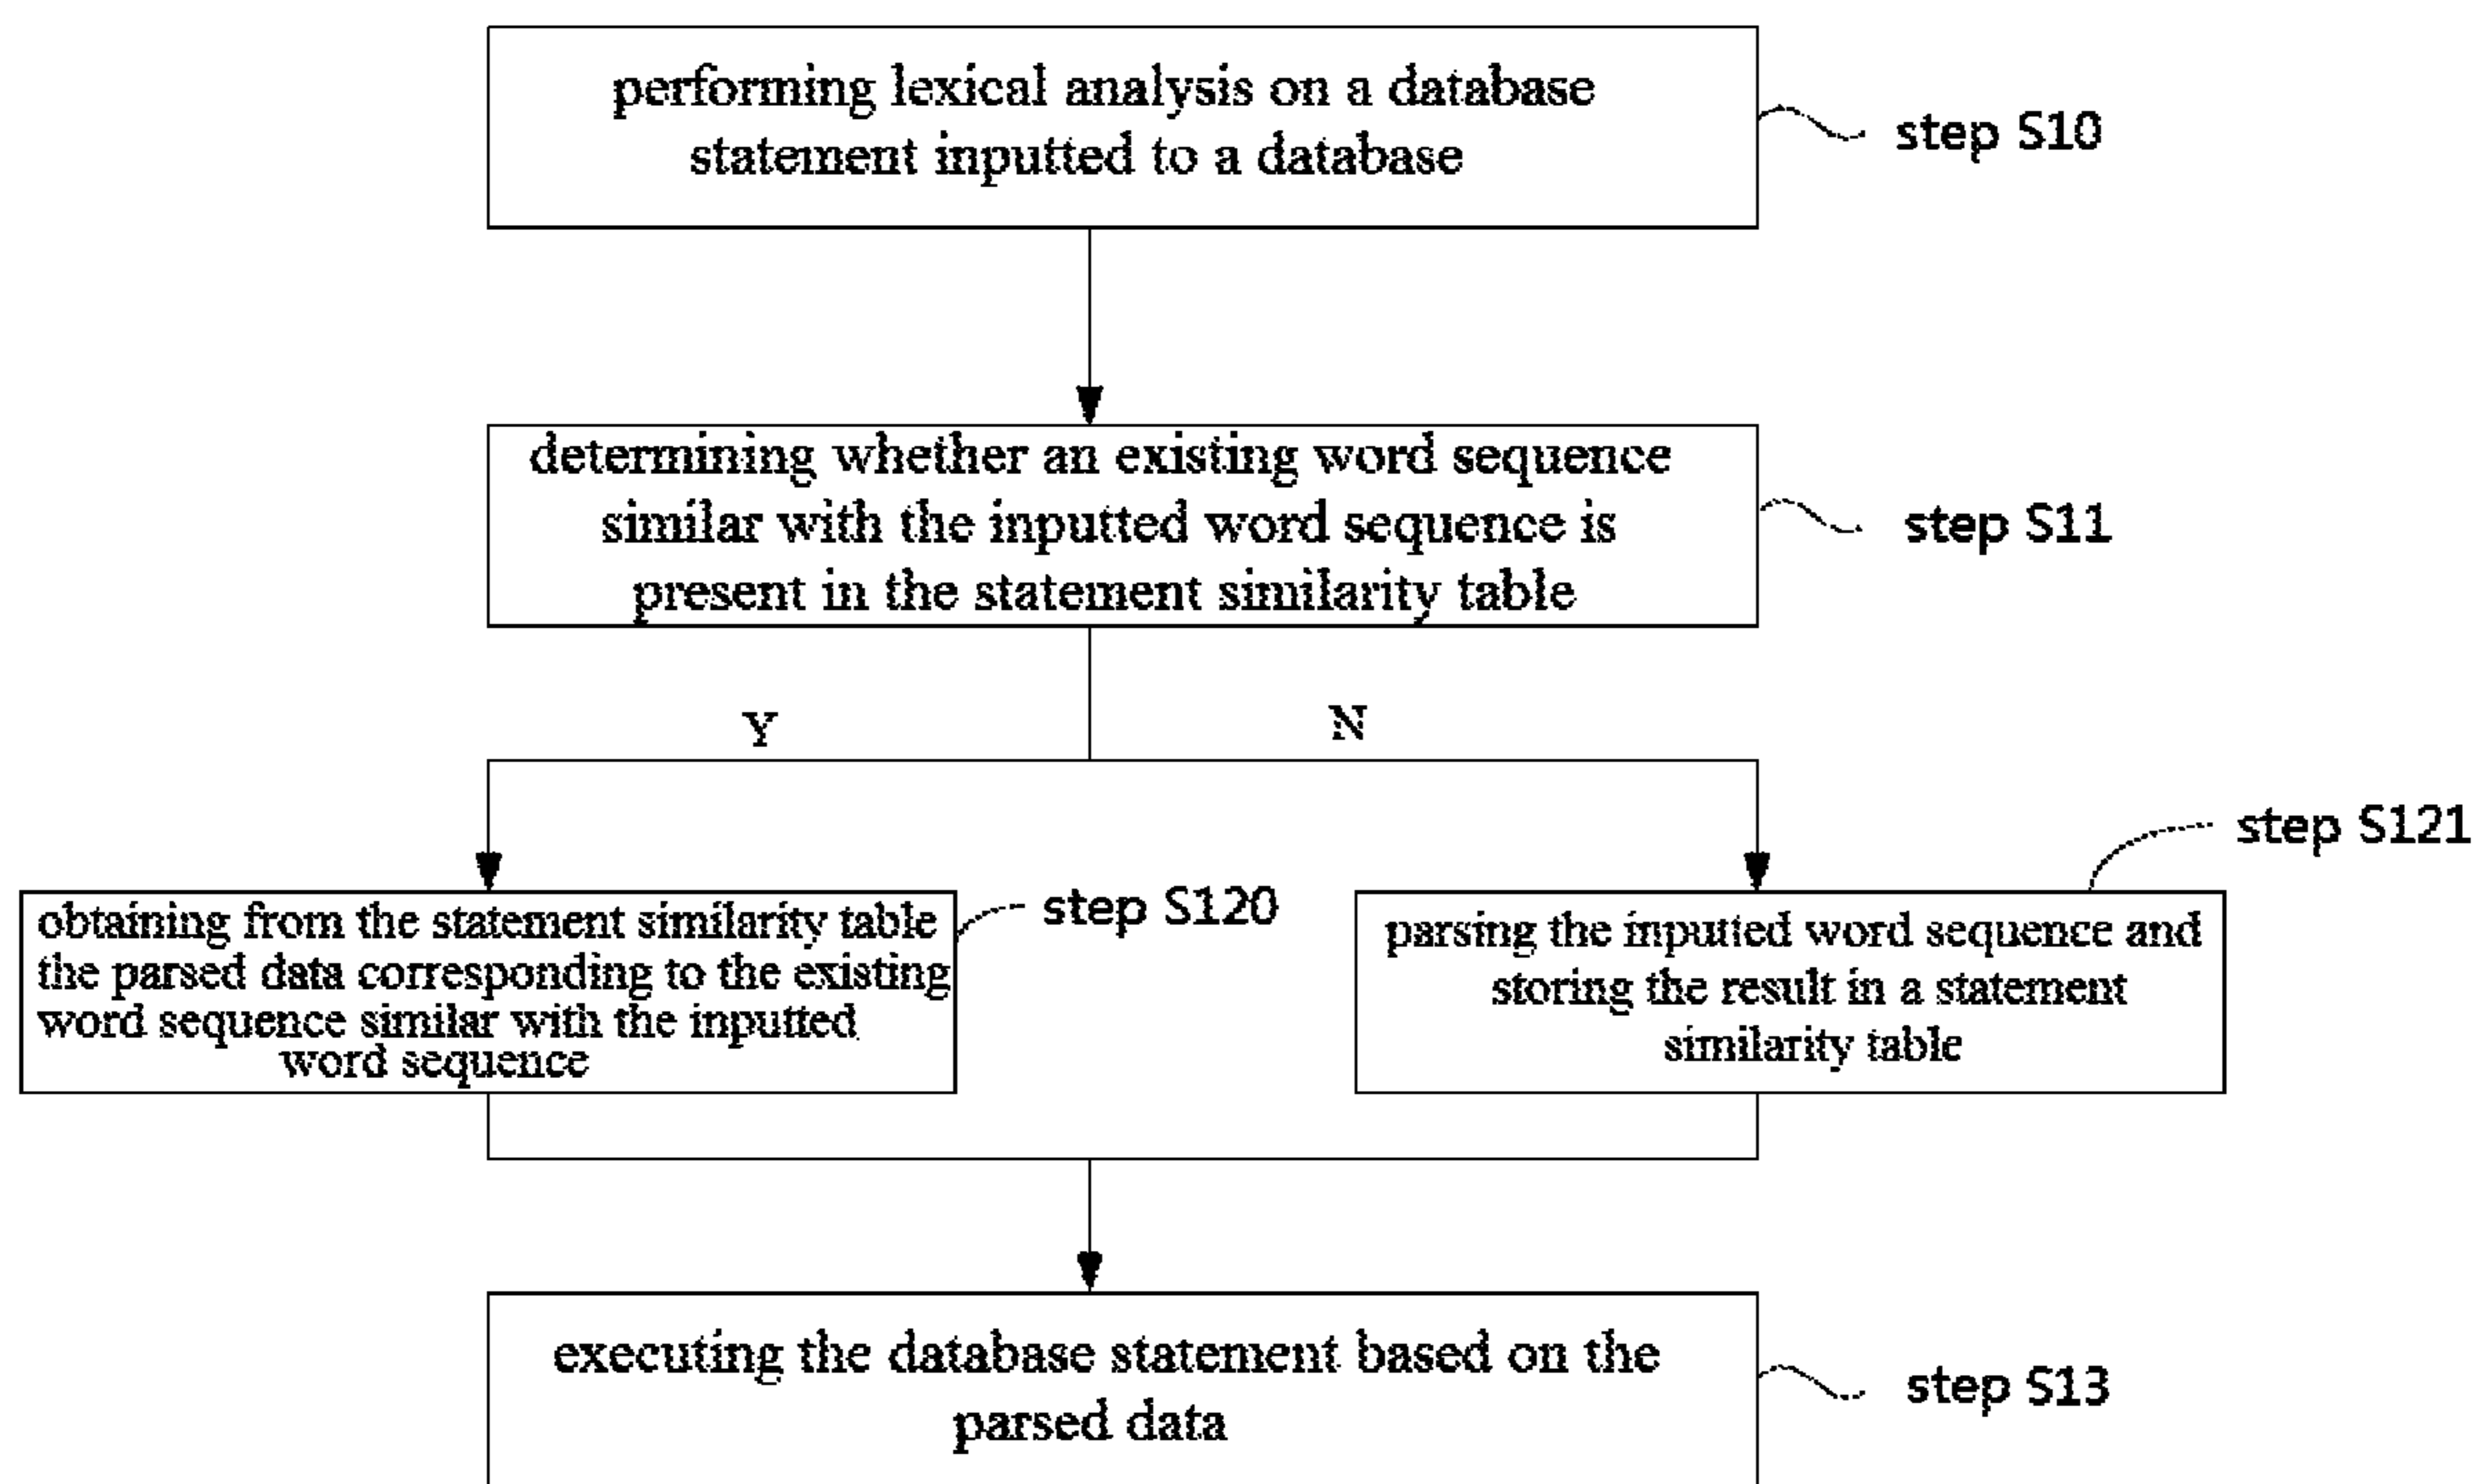 performing lexical analysis on a database
statement inputted to a database
step S10
determining whether an existing word sequence
similar with the inputted word sequence is
present in the statement similarity table
step S11
Y
N
step S121
step S120
obtaining from the statement similarity table
the parsed data corresponding to the existing
word sequence similar with the inputted
word sequence
parsing the inputted word sequence and
storing the result in a statement
similarity table
executing the database statement based on the
parsed data
step S13